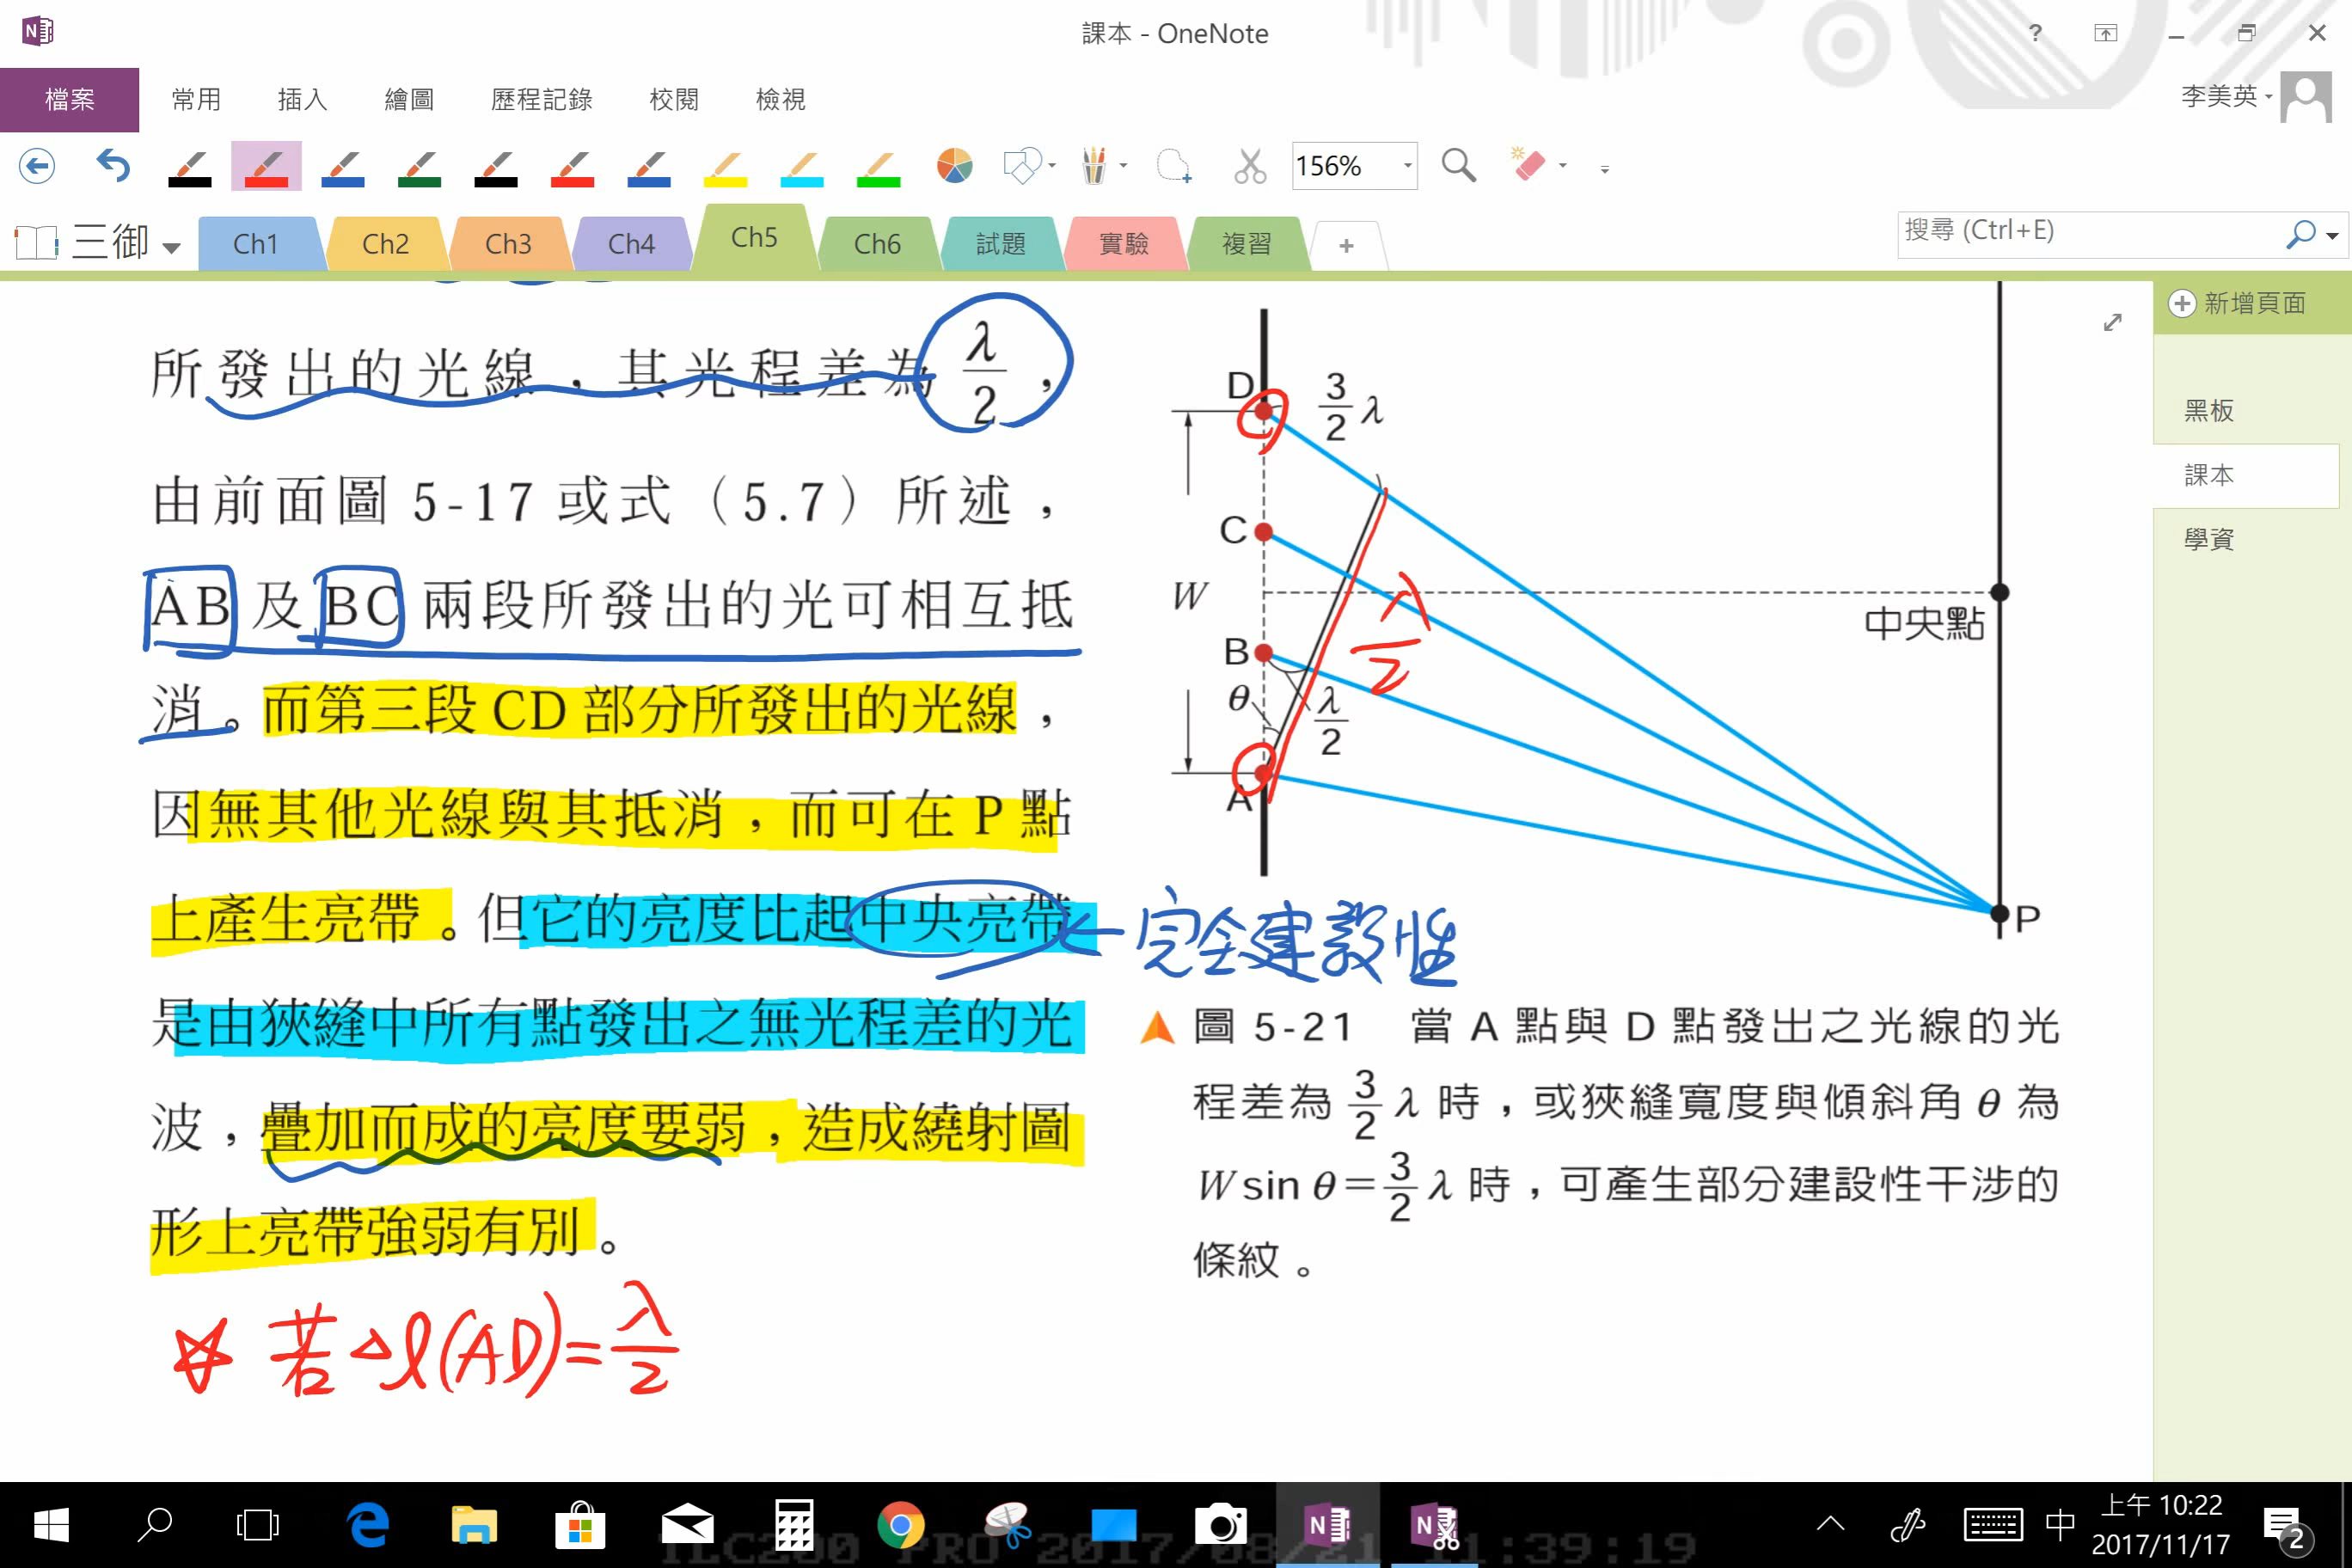 課本 - OneNote
?
檔案 常用 插入 繪圖 歷程記錄 校閱 檢視
李美英
156%
三御 Ch1 Ch2 Ch3 Ch4 Ch5 Ch6 試題 實驗 複習 +
搜尋 (Ctrl+E)
新增頁面
黑板
課本
學資
所發出的光線，其光程差為 λ/2，
由前面圖 5-17 或式（5.7）所述，
AB 及 BC 兩段所發出的光可相互抵
消。而第三段 CD 部分所發出的光線，
因無其他光線與其抵消，而可在 P 點
上產生亮帶。但它的亮度比起中央亮帶
是由狹縫中所有點發出之無光程差的光
波，疊加而成的亮度要弱，造成繞射圖
形上亮帶強弱有別。
☆ 若△l(AD)=λ/2
D
3/2 λ
C
W
λ/2
中央點
B
θ
λ/2
A
P
←完全建設性
圖 5-21 當 A 點與 D 點發出之光線的光
程差為 3/2 λ 時，或狹縫寬度與傾斜角 θ 為
W sin θ＝3/2 λ 時，可產生部分建設性干涉的
條紋。
中
上午 10:22
2017/11/17
2
ILC200 PRO 2017/08/21 11:39:19